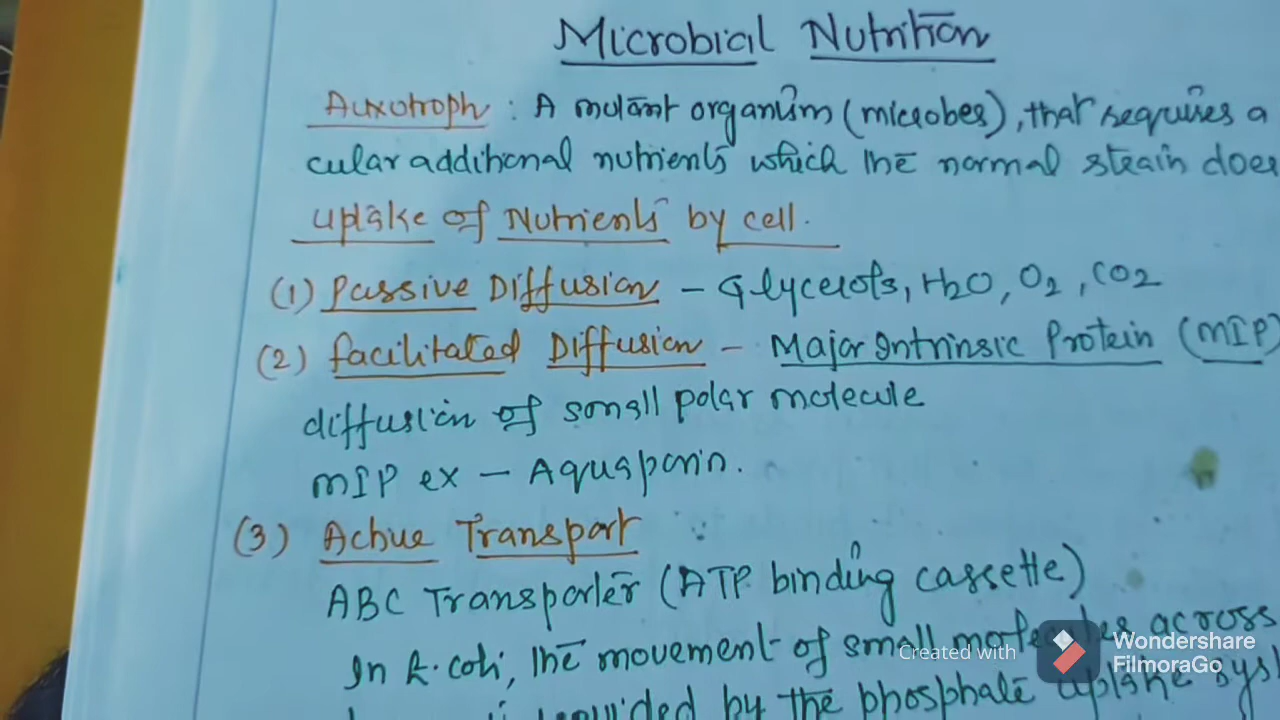 Microbial Nutrition
Auxotroph : A mutant organism (microbes), that requires a
cular additional nutrients which the normal strain does
uptake of Nutrients by cell.
(1) Passive Diffusion - Glycerols, H2O, O2, CO2
(2) facilitated Diffusion - Major Intrinsic Protein (MIP)
diffusion of small polar molecule
MIP ex - Aquaporin.
(3) Active Transport
ABC Transporter (ATP binding cassette)
In E.coli, the movement of small molecules across
by the phosphate uptake sys
Created with Wondershare FilmoraGo